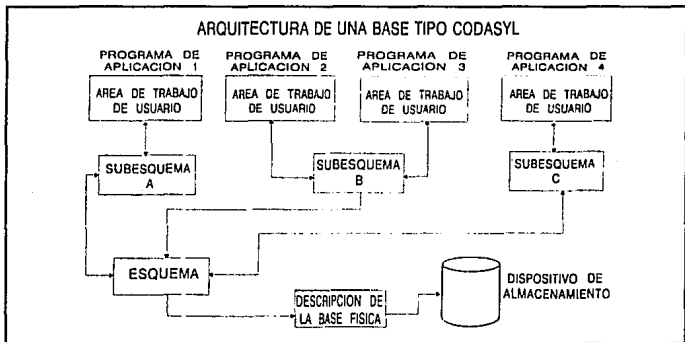 ARQUITECTURA DE UNA BASE TIPO CODASYL
PROGRAMA DE
APLICACION 1
PROGRAMA DE
APLICACION 2
PROGRAMA DE
APLICACION 3
PROGRAMA DE
APLICACION 4
AREA DE TRABAJO
DE USUARIO
AREA DE TRABAJO
DE USUARIO
AREA DE TRABAJO
DE USUARIO
AREA DE TRABAJO
DE USUARIO
SUBESQUEMA
A
SUBESQUEMA
B
SUBESQUEMA
C
ESQUEMA
DESCRIPCION DE
LA BASE FISICA
DISPOSITIVO DE
ALMACENAMIENTO